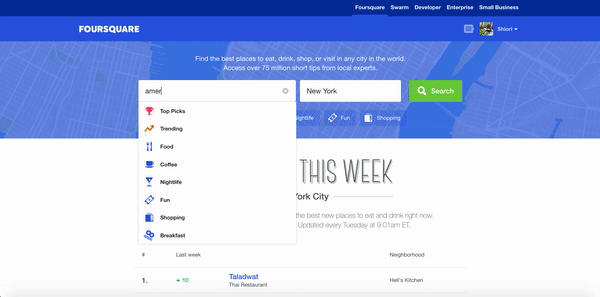 Foursquare Swarm Developer Enterprise Small Business
FOURSQUARE
Shiori
Find the best places to eat, drink, shop, or visit in any city in the world.
Access over 75 million short tips from local experts.
amer
New York
Search
Top Picks
Trending
Food
Coffee
Nightlife
Fun
Shopping
Breakfast
Nightlife Fun Shopping
THIS WEEK
York City
the best new places to eat and drink right now.
Updated every Tuesday at 9:01am ET.
# Last week Neighborhood
1. 10 Taladwat Hell's Kitchen
Thai Restaurant